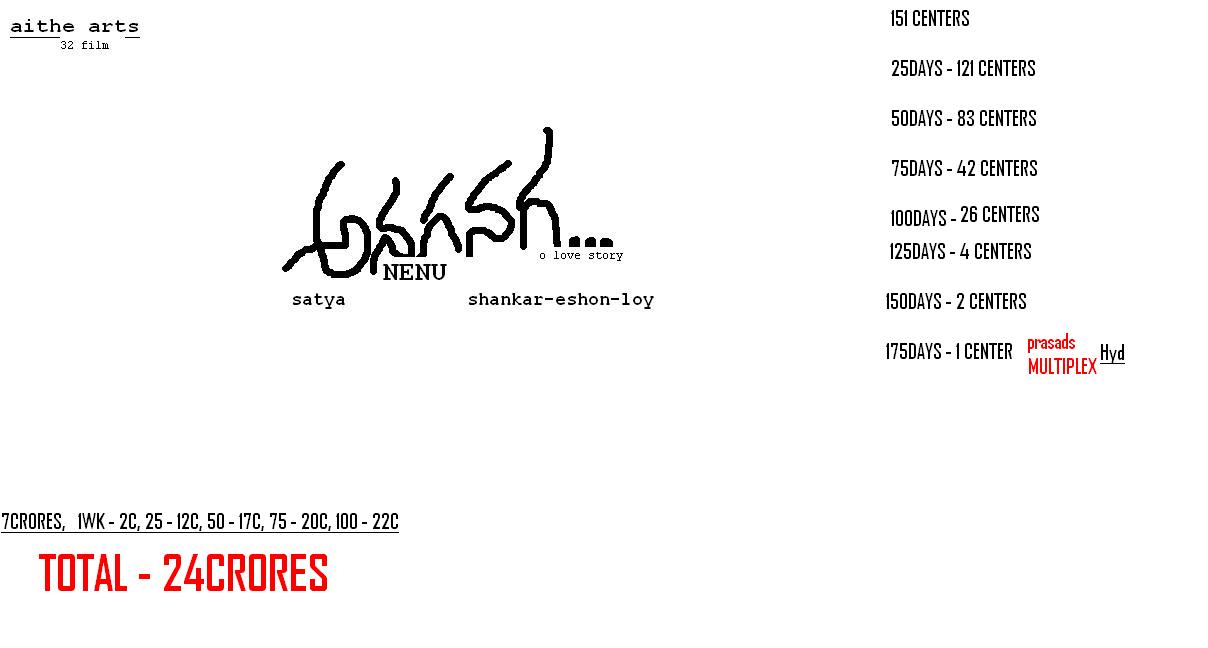 aithe arts
32 film
అనగనగ...
NENU
o love story
satya shankar-eshon-loy
151 CENTERS
25DAYS - 121 CENTERS
50DAYS - 83 CENTERS
75DAYS - 42 CENTERS
100DAYS - 26 CENTERS
125DAYS - 4 CENTERS
150DAYS - 2 CENTERS
175DAYS - 1 CENTER prasads MULTIPLEX Hyd
7CRORES, 1WK - 2C, 25 - 12C, 50 - 17C, 75 - 20C, 100 - 22C
TOTAL - 24CRORES